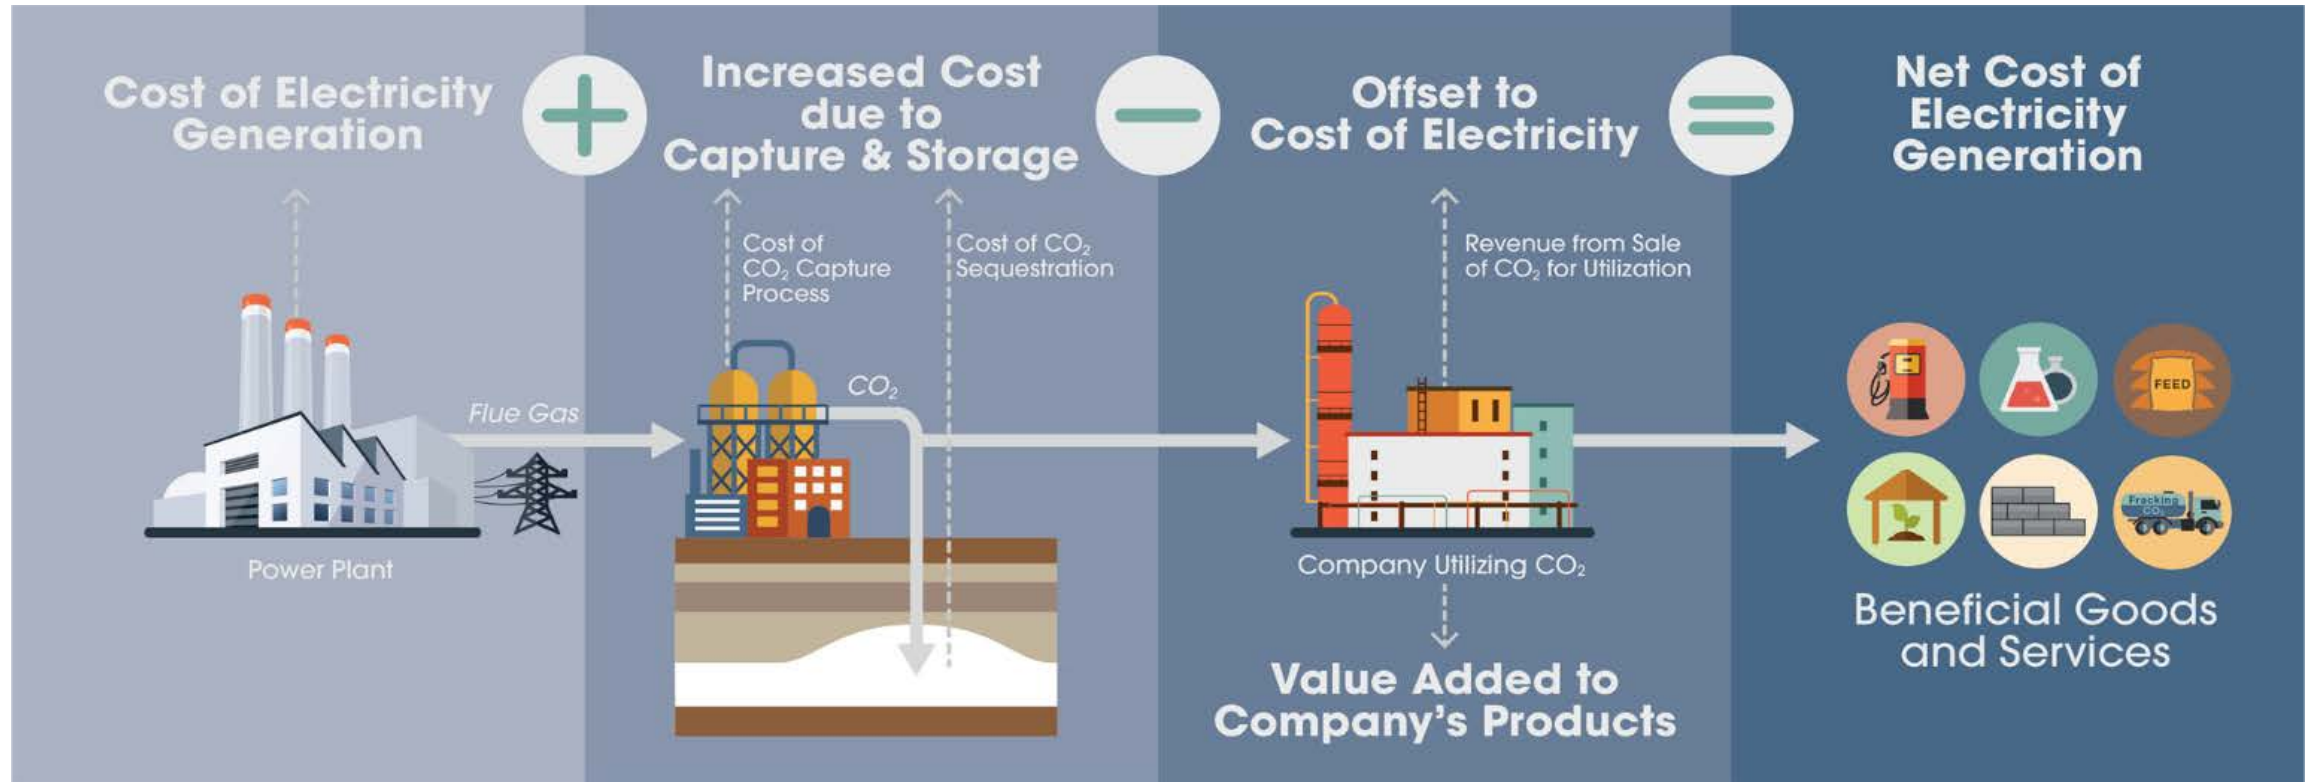 Cost of Electricity
Generation
Flue Gas
Power Plant
Increased Cost
due to
Capture & Storage
Cost of
CO₂ Capture
Process
Cost of CO₂
Sequestration
CO₂
Offset to
Cost of Electricity
Revenue from Sale
of CO₂ for Utilization
Company Utilizing CO₂
Value Added to
Company's Products
Net Cost of
Electricity
Generation
FEED
Fracking
CO₂
Beneficial Goods
and Services